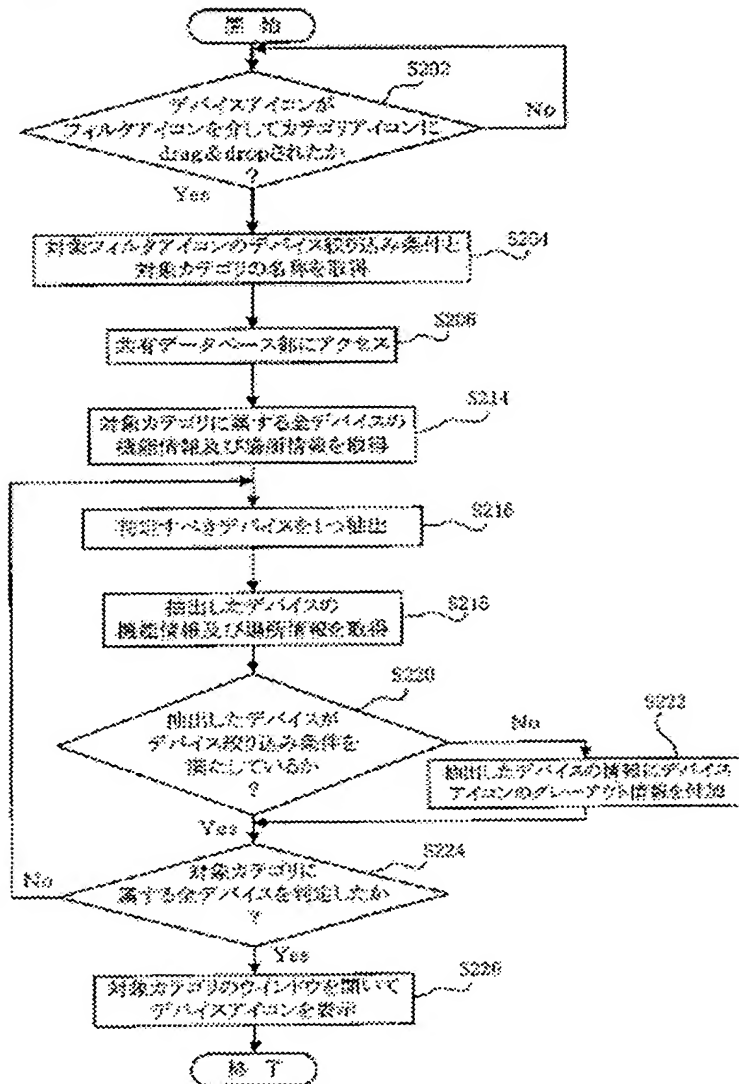 開始
S202
デバイスアイコンが
フィルタアイコンを介してカテゴリアイコンに
drag&dropされたか
?
No
Yes
対象フィルタアイコンのデバイス絞り込み条件と
対象カテゴリの名称を取得
S204
共有データベース部にアクセス
S206
対象カテゴリに属する全デバイスの
機能情報及び場所情報を取得
S214
判定すべきデバイスを1つ抽出
S216
抽出したデバイスの
機能情報及び場所情報を取得
S218
抽出したデバイスが
デバイス絞り込み条件を
満たしているか
?
S220
No
S222
抽出したデバイスの情報にデバイス
アイコンのグレーアウト情報を付加
Yes
対象カテゴリに
属する全デバイスを判定したか
?
S224
No
Yes
対象カテゴリのウインドウを開いて
デバイスアイコンを表示
S226
終了